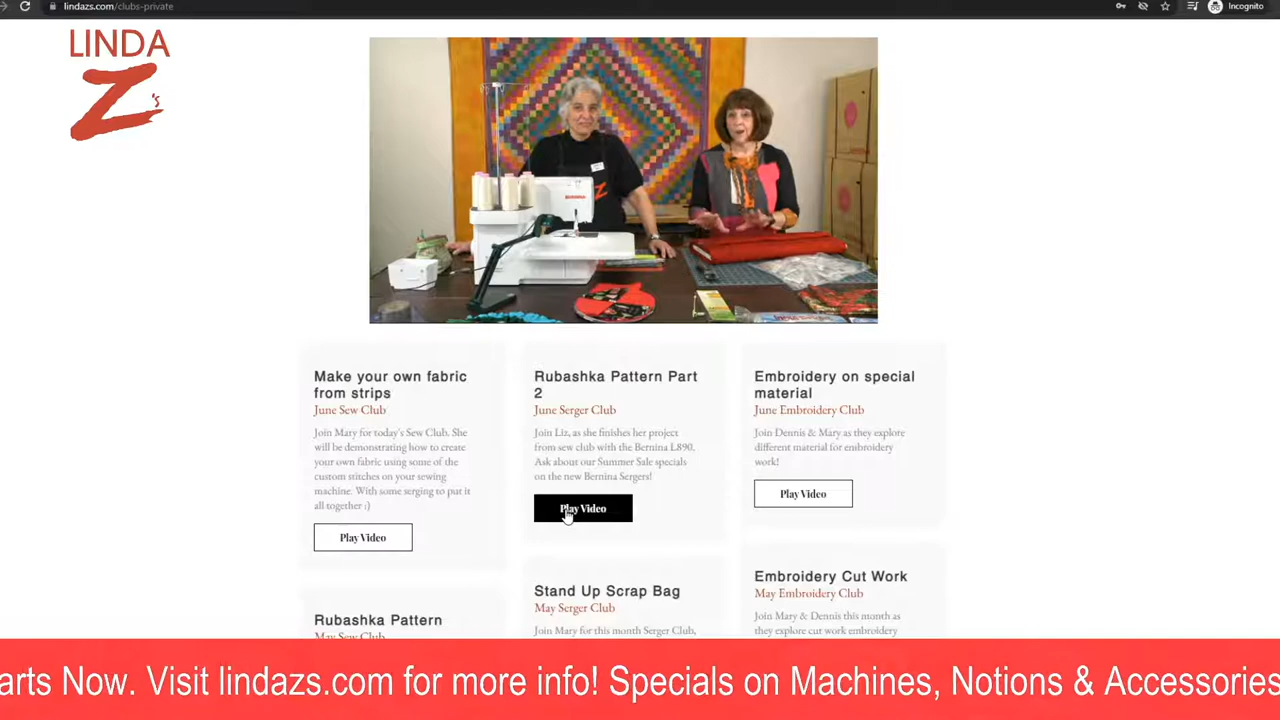 lindazs.com/clubs-private
Incognito
LINDA
Z's
BERNINA
Make your own fabric
from strips
June Sew Club
Join Mary for today's Sew Club. She
will be demonstrating how to create
your own fabric using some of the
custom stitches on your sewing
machine. With some serging to put it
all together :)
Play Video
Rubashka Pattern
May Sew Club
Rubashka Pattern Part
2
June Serger Club
Join Liz, as she finishes her project
from sew club with the Bernina L890.
Ask about our Summer Sale specials
on the new Bernina Sergers!
Play Video
Stand Up Scrap Bag
May Serger Club
Join Mary for this month Serger Club,
Embroidery on special
material
June Embroidery Club
Join Dennis & Mary as they explore
different material for embroidery
work!
Play Video
Embroidery Cut Work
May Embroidery Club
Join Mary & Dennis this month as
they explore cut work embroidery
arts Now. Visit lindazs.com for more info! Specials on Machines, Notions & Accessories